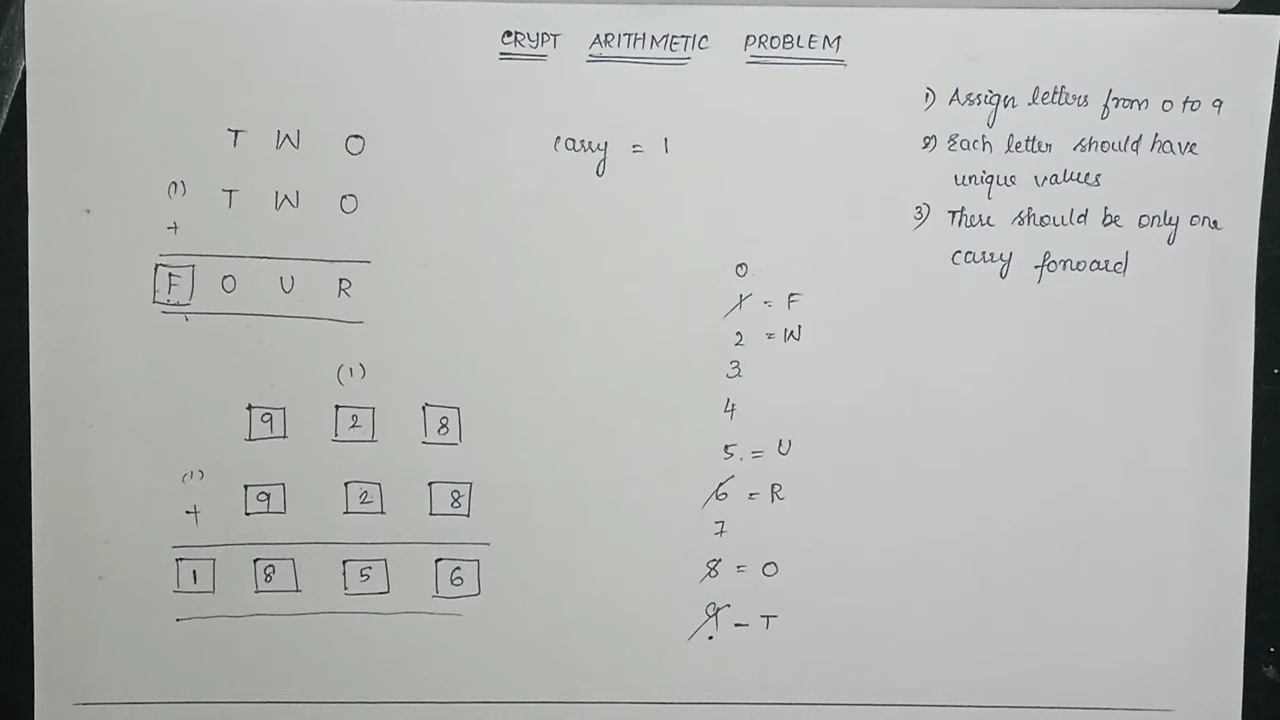 CRYPT ARITHMETIC PROBLEM
T W O
(1) T W O
+
F O U R
(1)
9 2 8
(1)
+ 9 2 8
1 8 5 6
carry = 1
0
1 = F
2 = W
3
4
5. = U
6 = R
7
8 = O
9 - T
1) Assign letters from 0 to 9
2) Each letter should have
unique values
3) There should be only one
carry forward